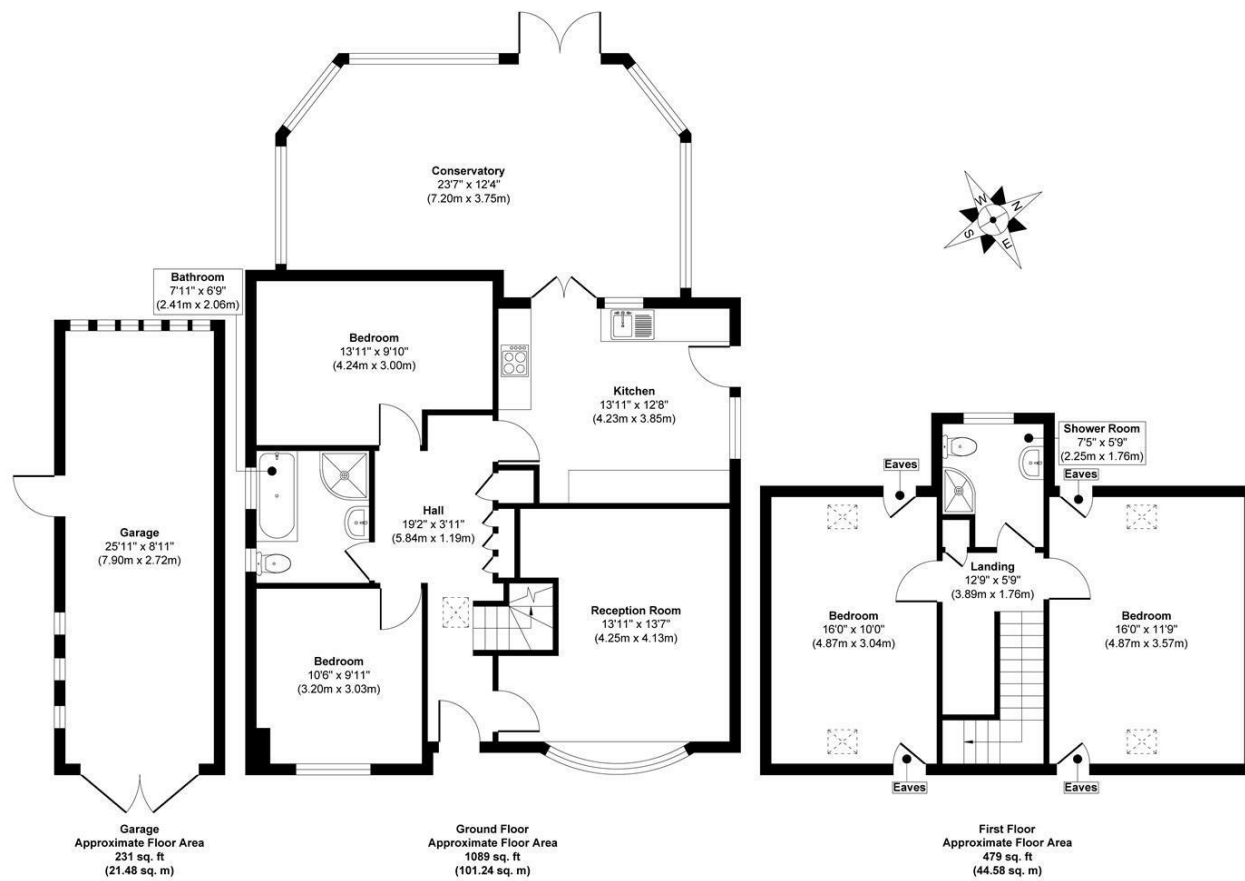 Conservatory
23'7" x 12'4"
(7.20m x 3.75m)
W
N
S
E
Bathroom
7'11" x 6'9"
(2.41m x 2.06m)
Bedroom
13'11" x 9'10"
(4.24m x 3.00m)
Kitchen
13'11" x 12'8"
(4.23m x 3.85m)
Garage
25'11" x 8'11"
(7.90m x 2.72m)
Hall
19'2" x 3'11"
(5.84m x 1.19m)
Reception Room
13'11" x 13'7"
(4.25m x 4.13m)
Bedroom
10'6" x 9'11"
(3.20m x 3.03m)
Shower Room
7'5" x 5'9"
(2.25m x 1.76m)
Eaves
Eaves
Landing
12'9" x 5'9"
(3.89m x 1.76m)
Bedroom
16'0" x 10'0"
(4.87m x 3.04m)
Bedroom
16'0" x 11'9"
(4.87m x 3.57m)
Eaves
Eaves
Garage
Approximate Floor Area
231 sq. ft
(21.48 sq. m)
Ground Floor
Approximate Floor Area
1089 sq. ft
(101.24 sq. m)
First Floor
Approximate Floor Area
479 sq. ft
(44.58 sq. m)